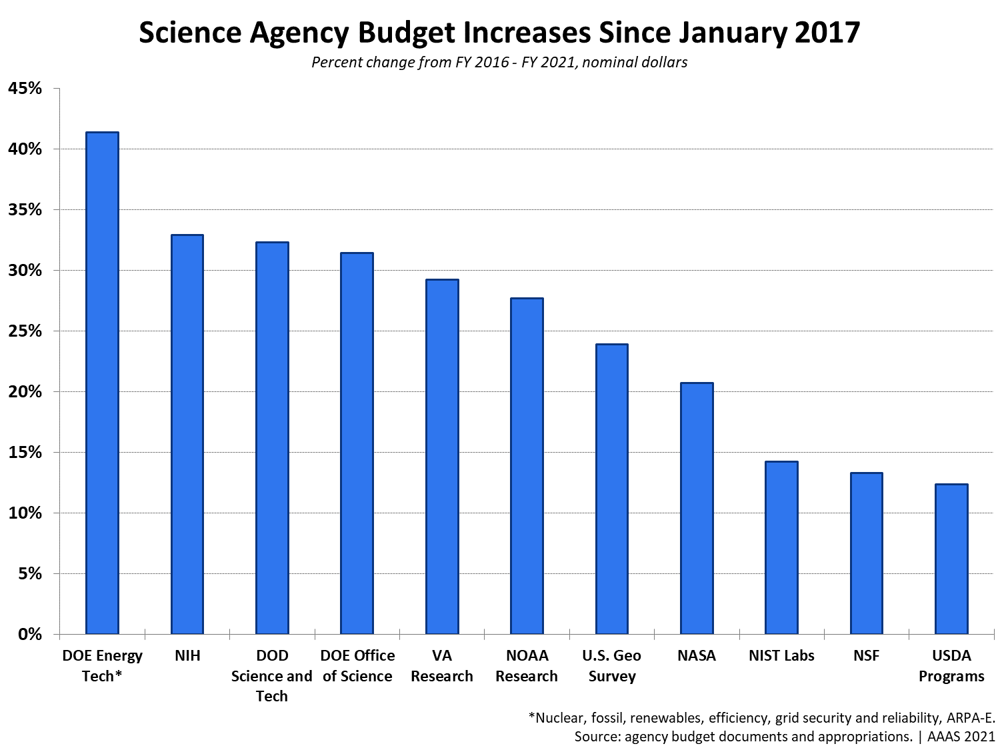 Science Agency Budget Increases Since January 2017
Percent change from FY 2016 - FY 2021, nominal dollars
45%
40%
35%
30%
25%
20%
15%
10%
5%
0%
DOE Energy
Tech*
NIH
DOD
Science and
Tech
DOE Office
of Science
VA
Research
NOAA
Research
U.S. Geo
Survey
NASA
NIST Labs
NSF
USDA
Programs
*Nuclear, fossil, renewables, efficiency, grid security and reliability, ARPA-E.
Source: agency budget documents and appropriations. | AAAS 2021